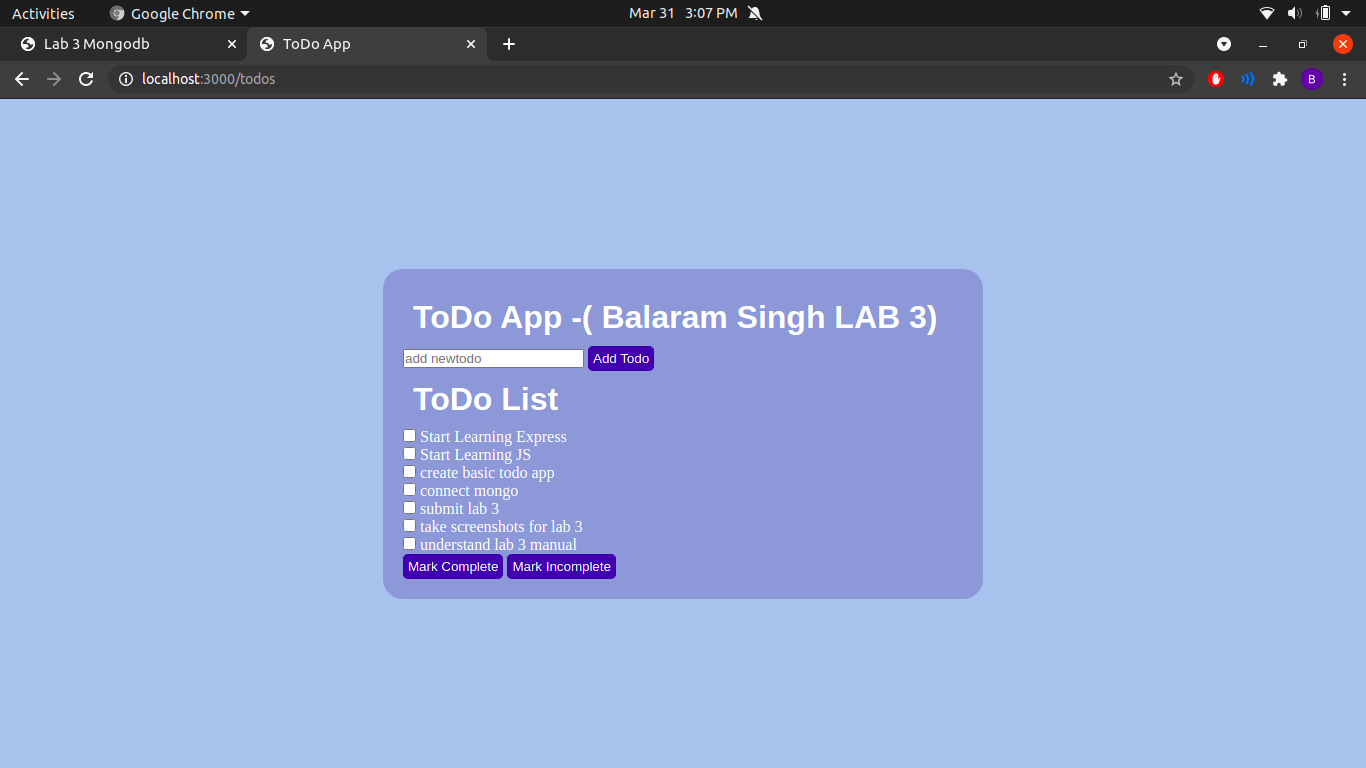 Activities Google Chrome Mar 31 3:07 PM
Lab 3 Mongodb ToDo App
localhost:3000/todos B
ToDo App -( Balaram Singh LAB 3)
add newtodo Add Todo
ToDo List
Start Learning Express
Start Learning JS
create basic todo app
connect mongo
submit lab 3
take screenshots for lab 3
understand lab 3 manual
Mark Complete Mark Incomplete